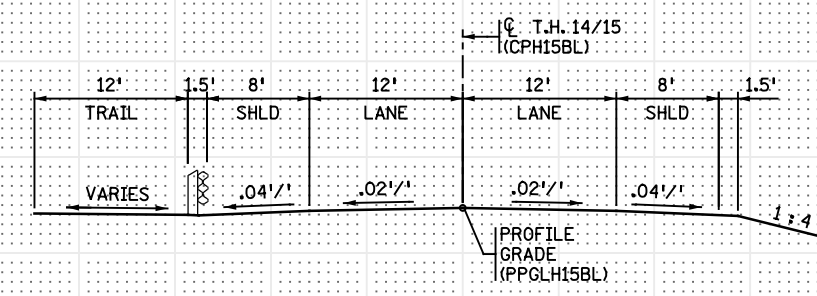 ℄ T.H. 14/15
(CPH15BL)
12' 1.5' 8' 12' 12' 8' 1.5'
TRAIL SHLD LANE LANE SHLD
VARIES .04'/' .02'/' .02'/' .04'/'
1 : 4
PROFILE
GRADE
(PPGLH15BL)